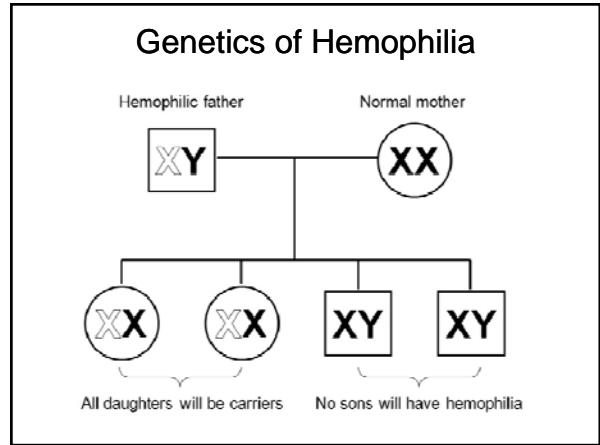 Genetics of Hemophilia
Hemophilic father Normal mother
XY XX
XX XX XY XY
All daughters will be carriers No sons will have hemophilia